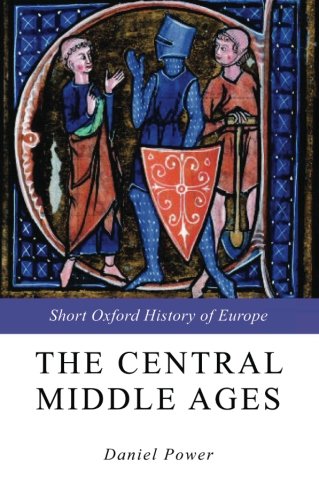 Short Oxford History of Europe
THE CENTRAL
MIDDLE AGES
Daniel Power